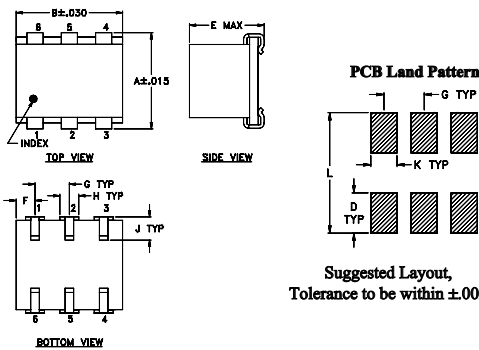 B±.030
E MAX
6 5 4
A±.015
INDEX
1 2 3
TOP VIEW
SIDE VIEW
PCB Land Pattern
G TYP
K TYP
L
D
TYP
G TYP
H TYP
F
1 2 3
J TYP
6 5 4
BOTTOM VIEW
Suggested Layout,
Tolerance to be within ±.00